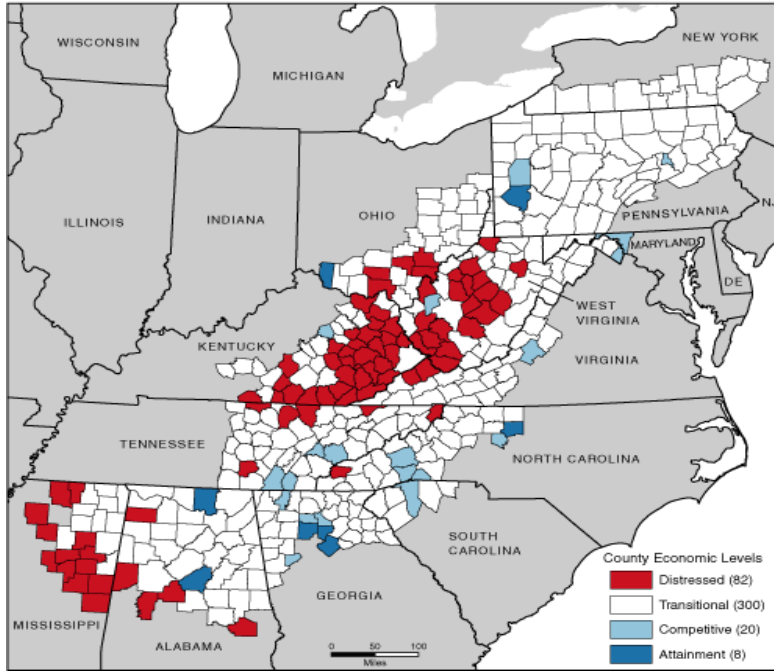 WISCONSIN
MICHIGAN
NEW YORK
ILLINOIS
INDIANA
OHIO
PENNSYLVANIA
NJ
MARYLAND
DE
WEST
VIRGINIA
KENTUCKY
VIRGINIA
TENNESSEE
NORTH CAROLINA
SOUTH
CAROLINA
MISSISSIPPI
ALABAMA
GEORGIA
0 50 100
Miles
County Economic Levels
Distressed (82)
Transitional (300)
Competitive (20)
Attainment (8)